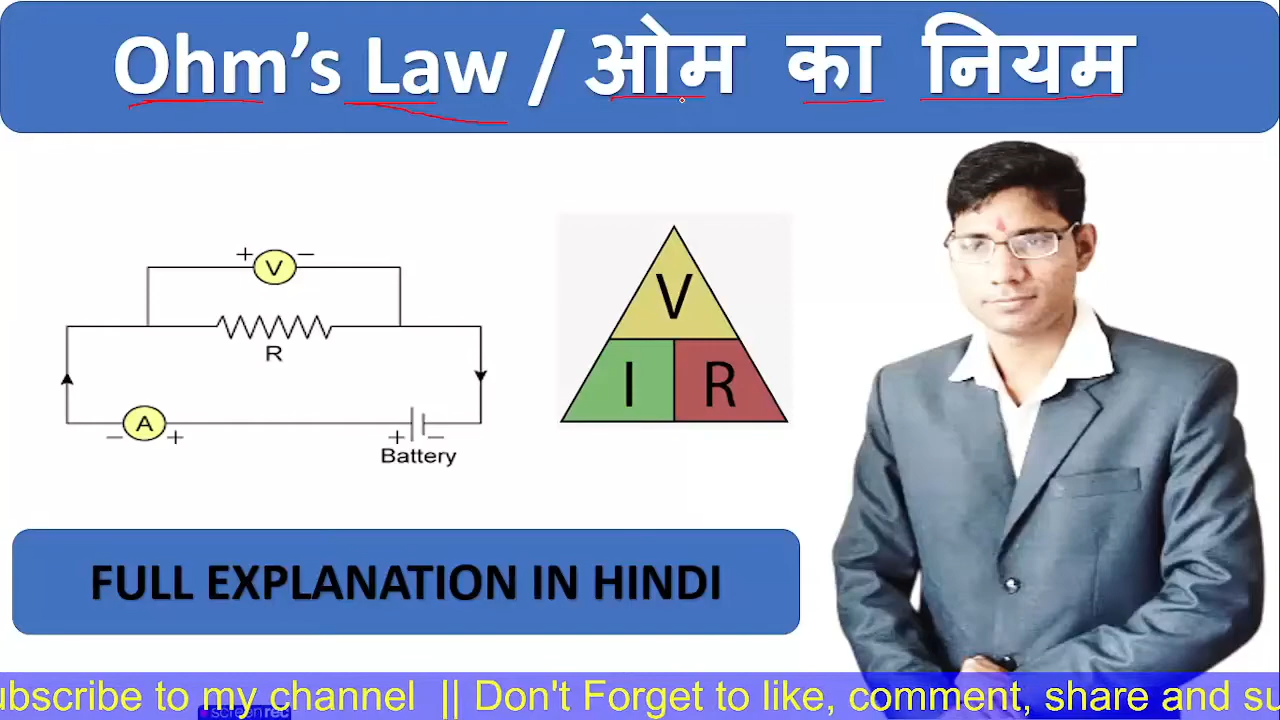 Ohm's Law / ओम का नियम
+ V −
R
V
I R
− A +
+ −
Battery
FULL EXPLANATION IN HINDI
ubscribe to my channel || Don't Forget to like, comment, share and su
screenrec